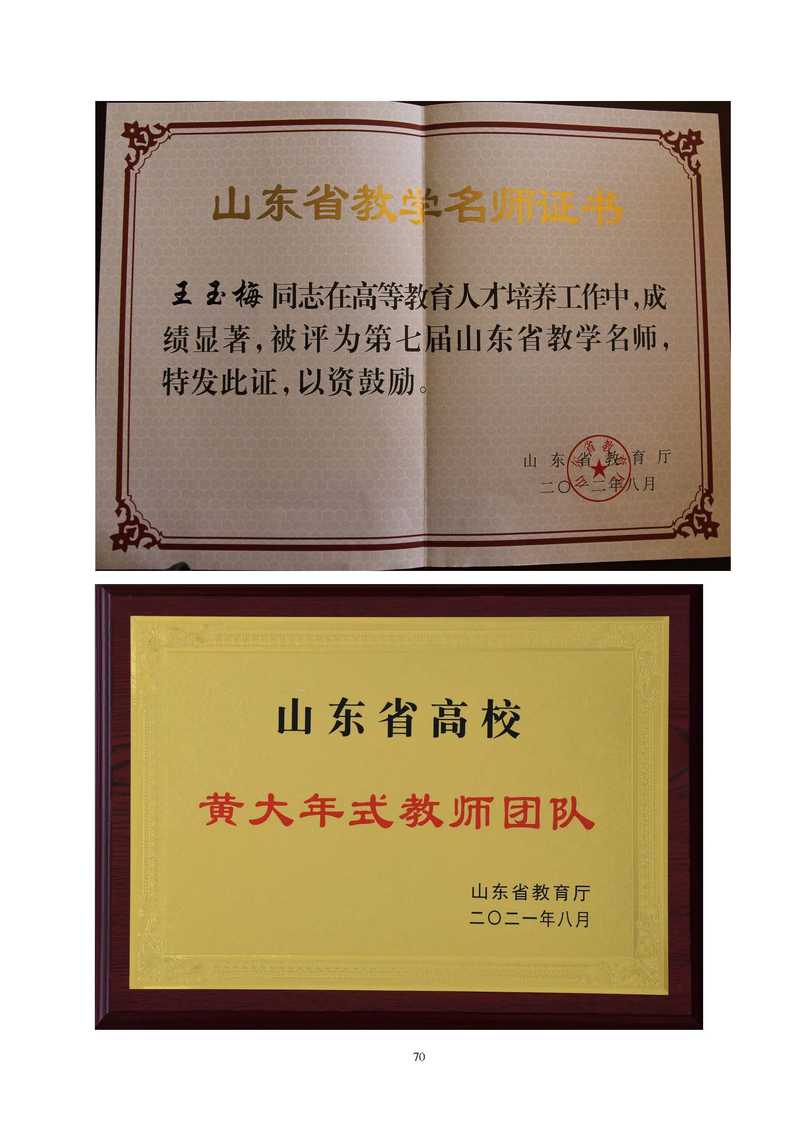 山东省教学名师证书
王玉梅同志在高等教育人才培养工作中,成
绩显著,被评为第七届山东省教学名师,
特发此证,以资鼓励。
山东省教育厅
二〇一二年八月
山东省高校
黄大年式教师团队
山东省教育厅
二〇二一年八月
70